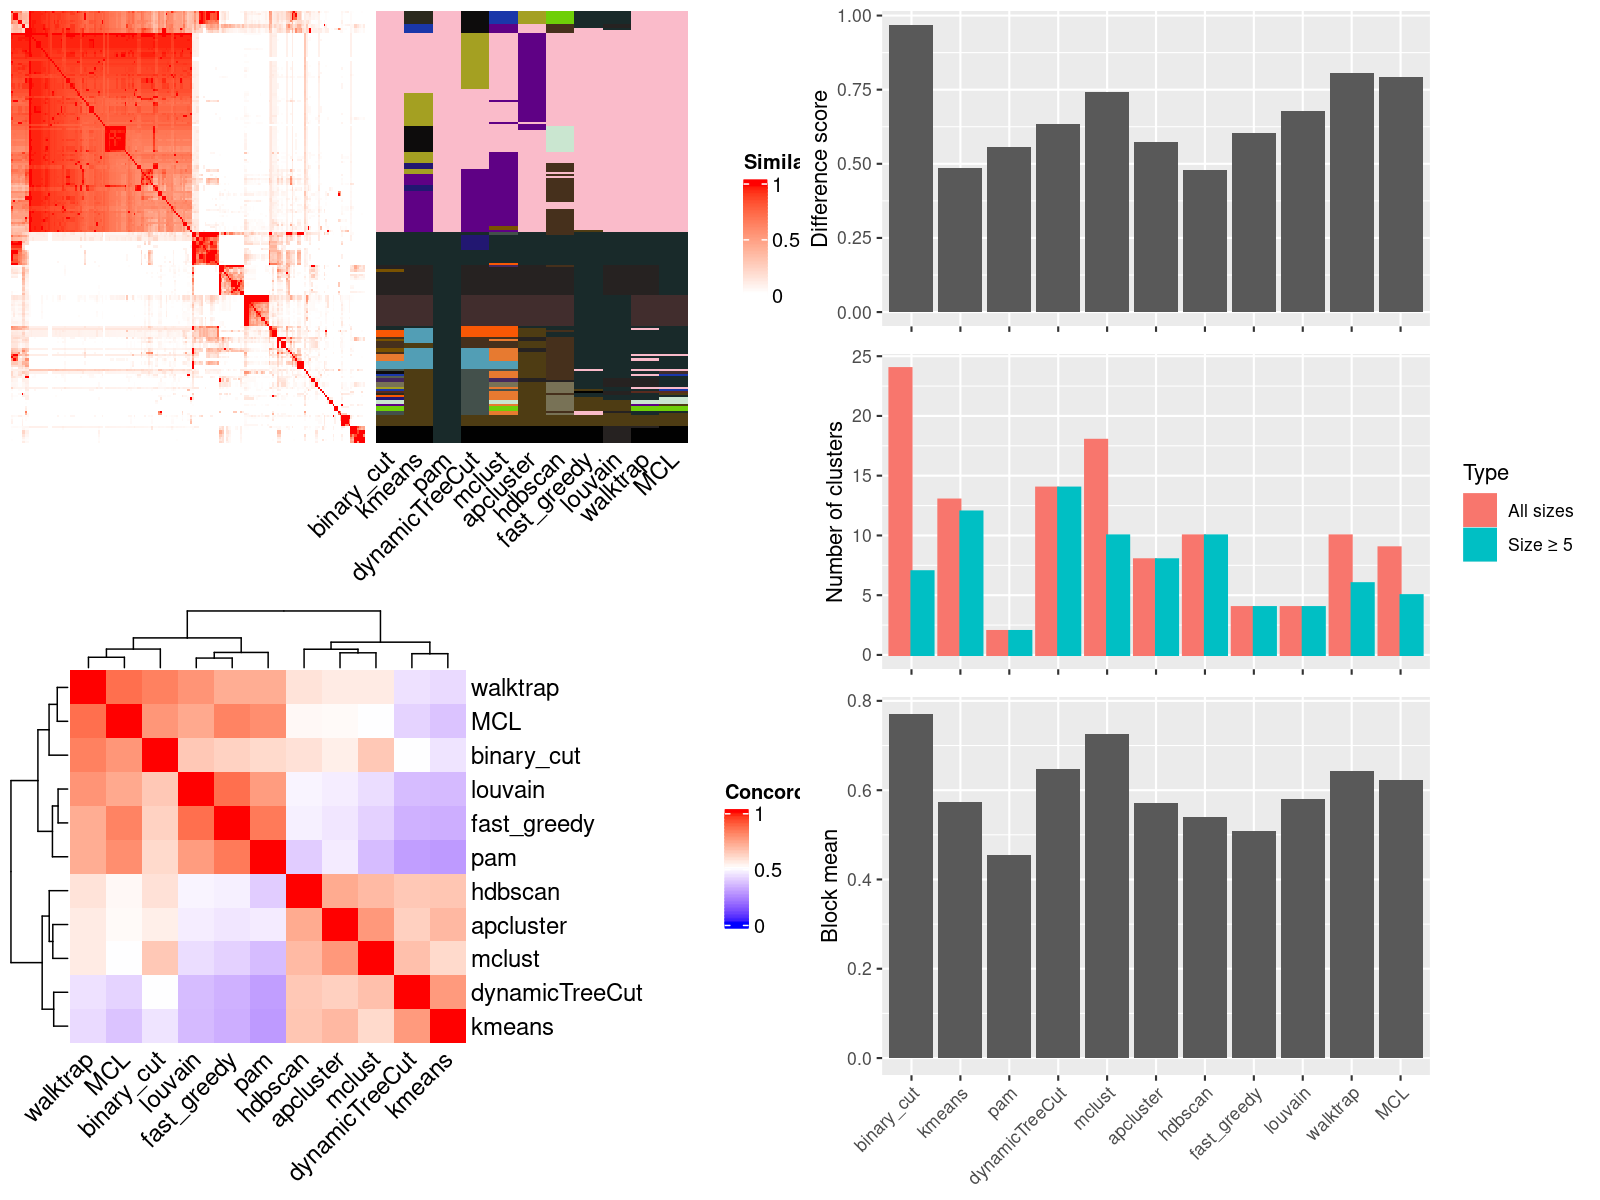 Simila
1
0.5
0
binary_cut
kmeans
pam
dynamicTreeCut
mclust
apcluster
hdbscan
fast_greedy
louvain
walktrap
MCL
walktrap
MCL
binary_cut
louvain
fast_greedy
pam
hdbscan
apcluster
mclust
dynamicTreeCut
kmeans
walktrap
MCL
binary_cut
louvain
fast_greedy
pam
hdbscan
apcluster
mclust
dynamicTreeCut
kmeans
Concord
1
0.5
0
Difference score
1.00
0.75
0.50
0.25
0.00
Number of clusters
25
20
15
10
5
0
Type
All sizes
Size ≥ 5
Block mean
0.8
0.6
0.4
0.2
0.0
binary_cut
kmeans
pam
dynamicTreeCut
mclust
apcluster
hdbscan
fast_greedy
louvain
walktrap
MCL